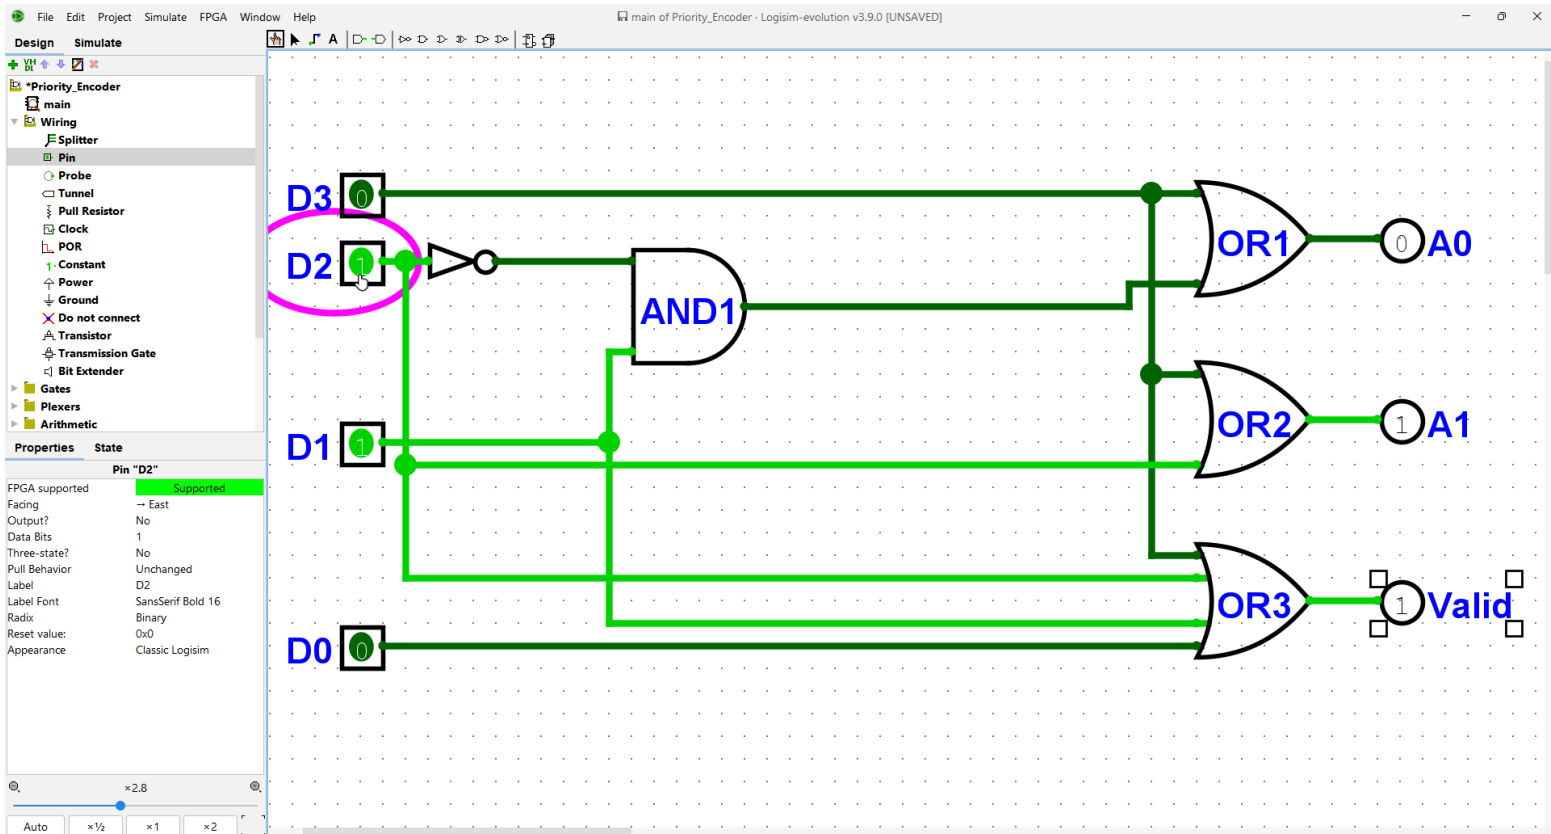 File Edit Project Simulate FPGA Window Help
main of Priority_Encoder · Logisim-evolution v3.9.0 [UNSAVED]
Design Simulate
A
VH
DL
*Priority_Encoder
main
Wiring
Splitter
Pin
Probe
Tunnel
Pull Resistor
Clock
POR
1 Constant
Power
Ground
Do not connect
Transistor
Transmission Gate
Bit Extender
Gates
Plexers
Arithmetic
Properties State
Pin "D2"
FPGA supported Supported
Facing → East
Output? No
Data Bits 1
Three-state? No
Pull Behavior Unchanged
Label D2
Label Font SansSerif Bold 16
Radix Binary
Reset value: 0x0
Appearance Classic Logisim
×2.8
Auto ×½ ×1 ×2
D3 0
D2 1
AND1
OR1 0 A0
D1 1
OR2 1 A1
D0 0
OR3 1 Valid